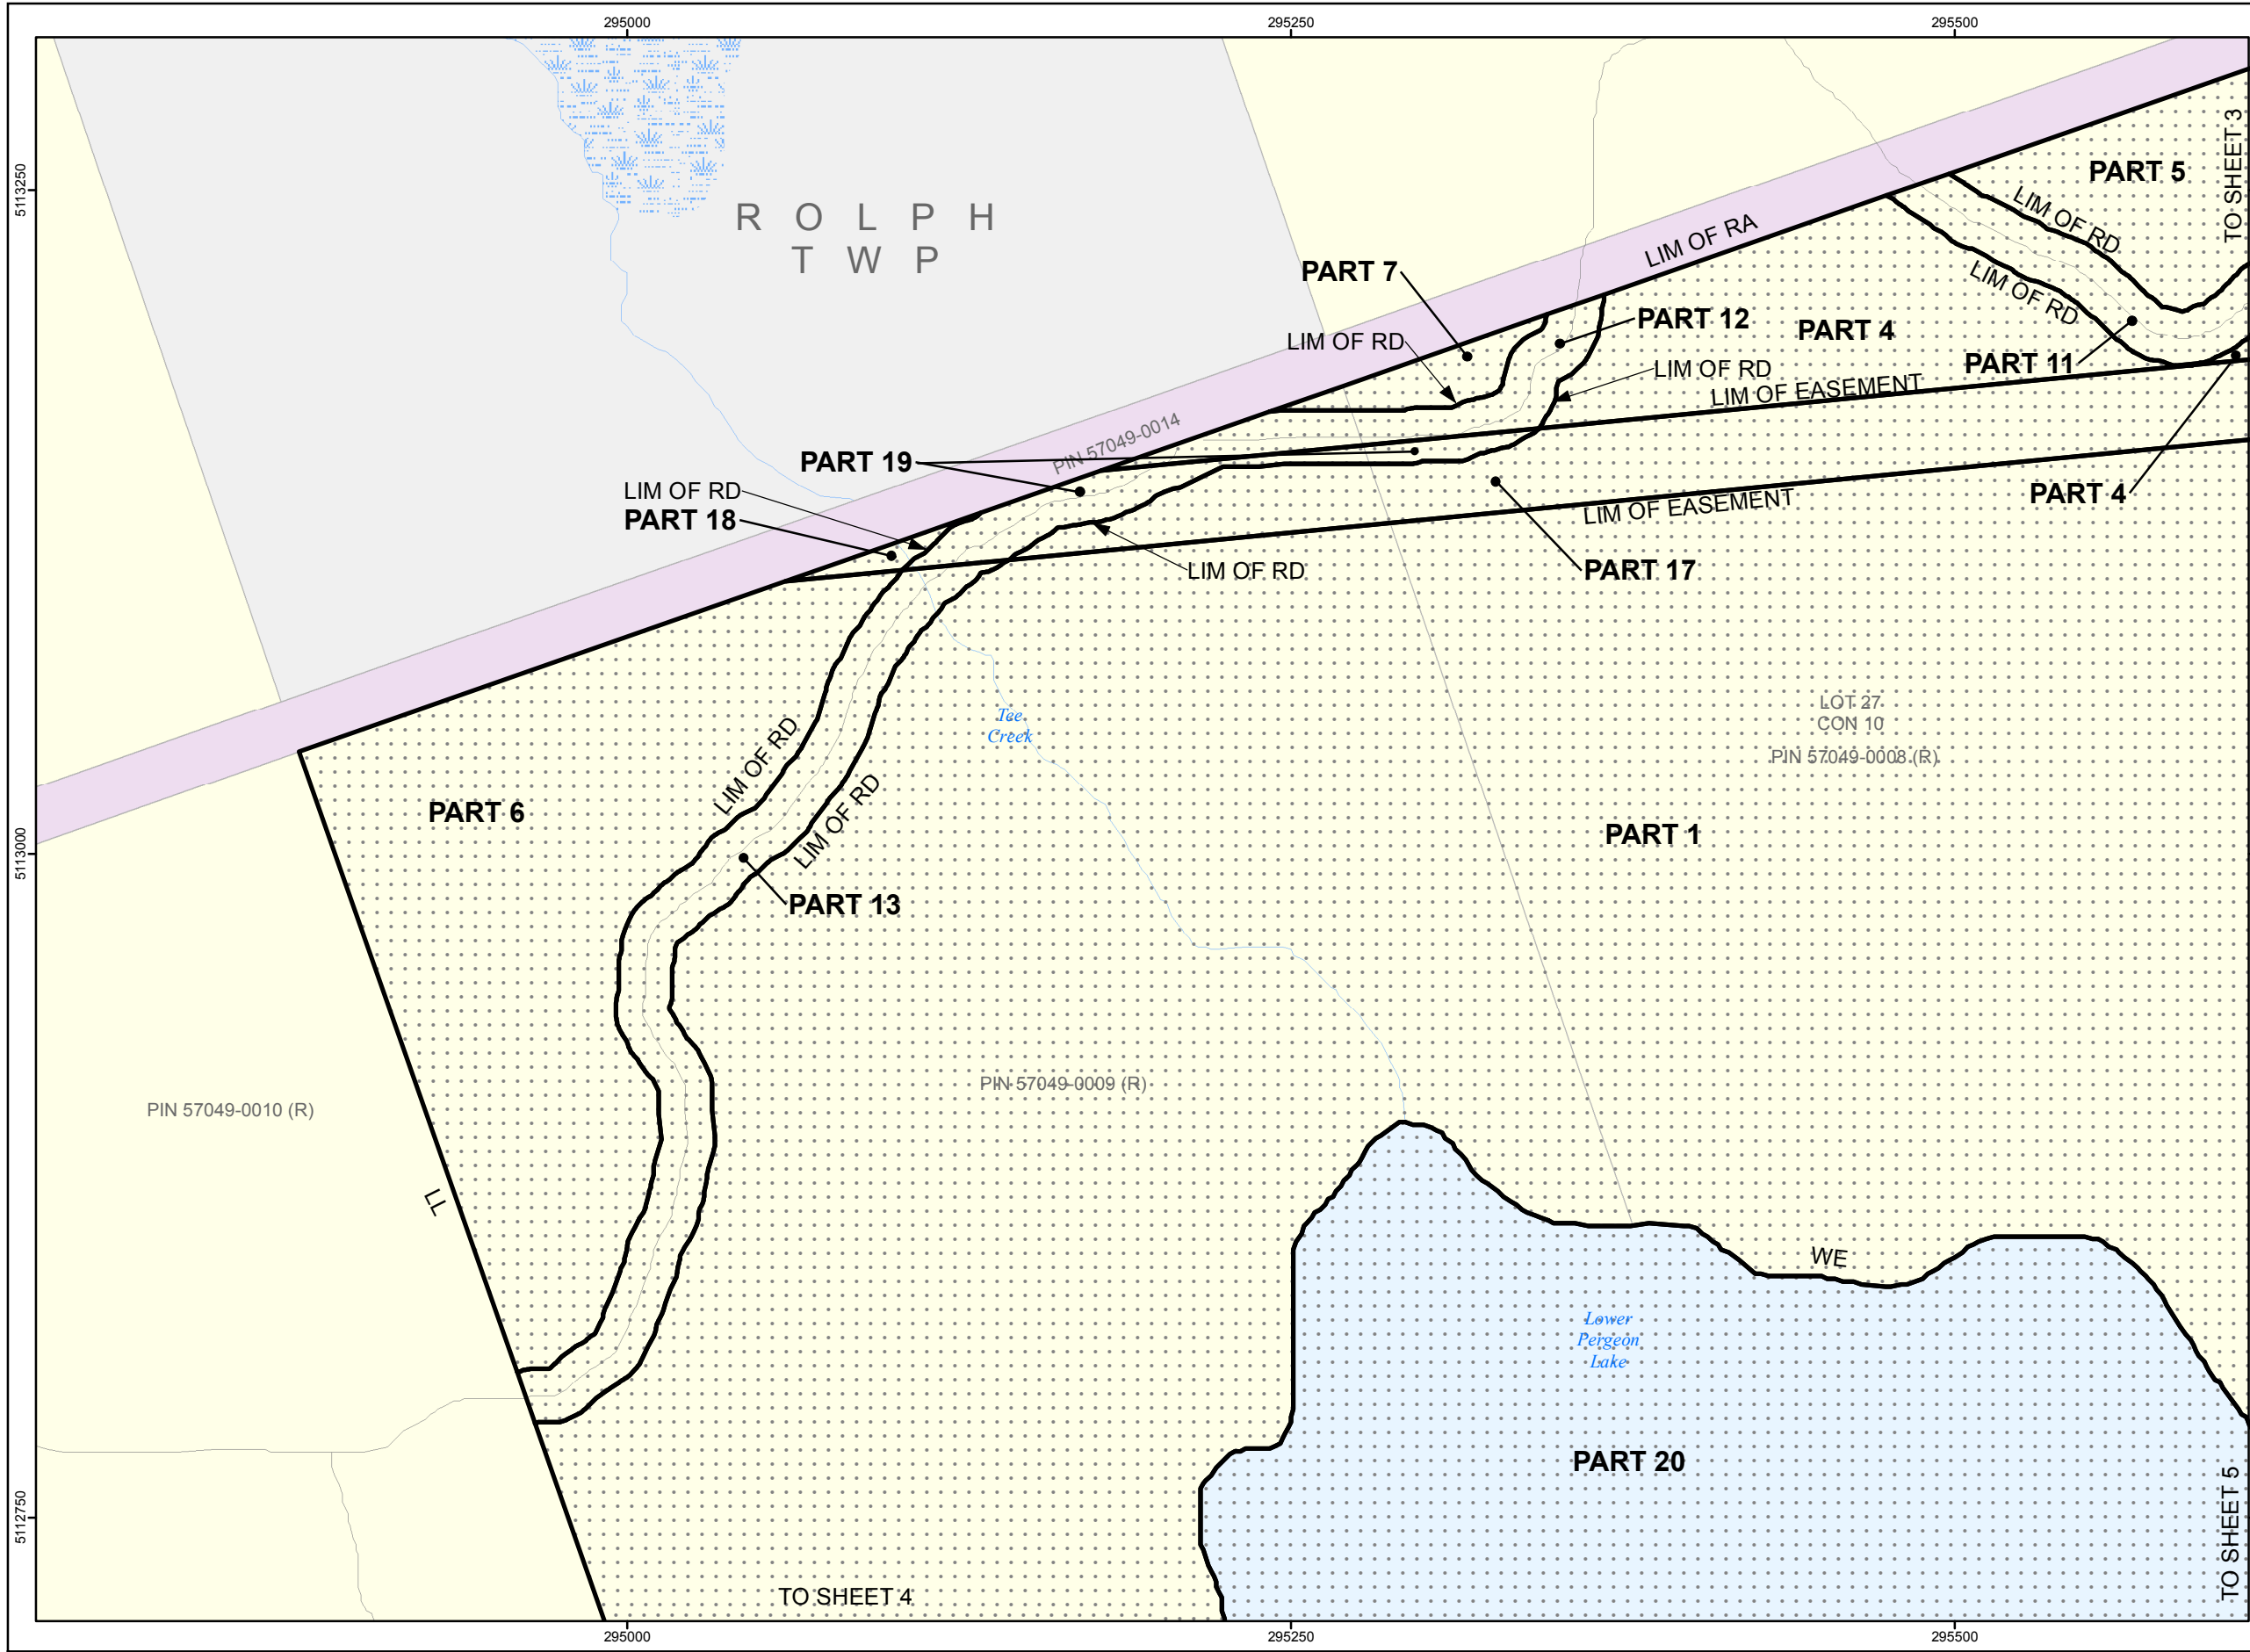 295000
295250
295500
5113250
5113000
5112750
R O L P H
T W P
TO SHEET 3
PART 5
LIM OF RD
LIM OF RD
LIM OF RA
PART 7
PART 12
PART 4
LIM OF RD
PART 11
LIM OF RD
LIM OF EASEMENT
PIN 57049-0014
PART 19
LIM OF RD
PART 18
PART 4
LIM OF EASEMENT
LIM OF RD
PART 17
LOT 27
CON 10
PIN 57049-0008 (R)
Tee
Creek
LIM OF RD
LIM OF RD
PART 6
PART 1
PART 13
PIN 57049-0009 (R)
PIN 57049-0010 (R)
LL
WE
Lower
Pergeon
Lake
PART 20
TO SHEET 5
TO SHEET 4
295000
295250
295500